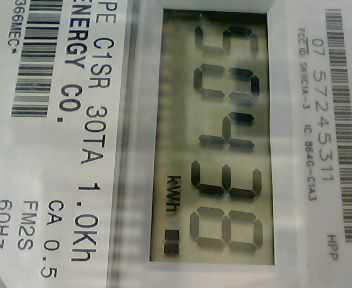 07 57245311 HPP
FCC ID: SK9C1A-3 IC: 864G-C1A3
50438
kWh
PE C1SR 30TA 1.0Kh
ENERGY CO. CA 0.5
FM2S
60Hz
366MEC*